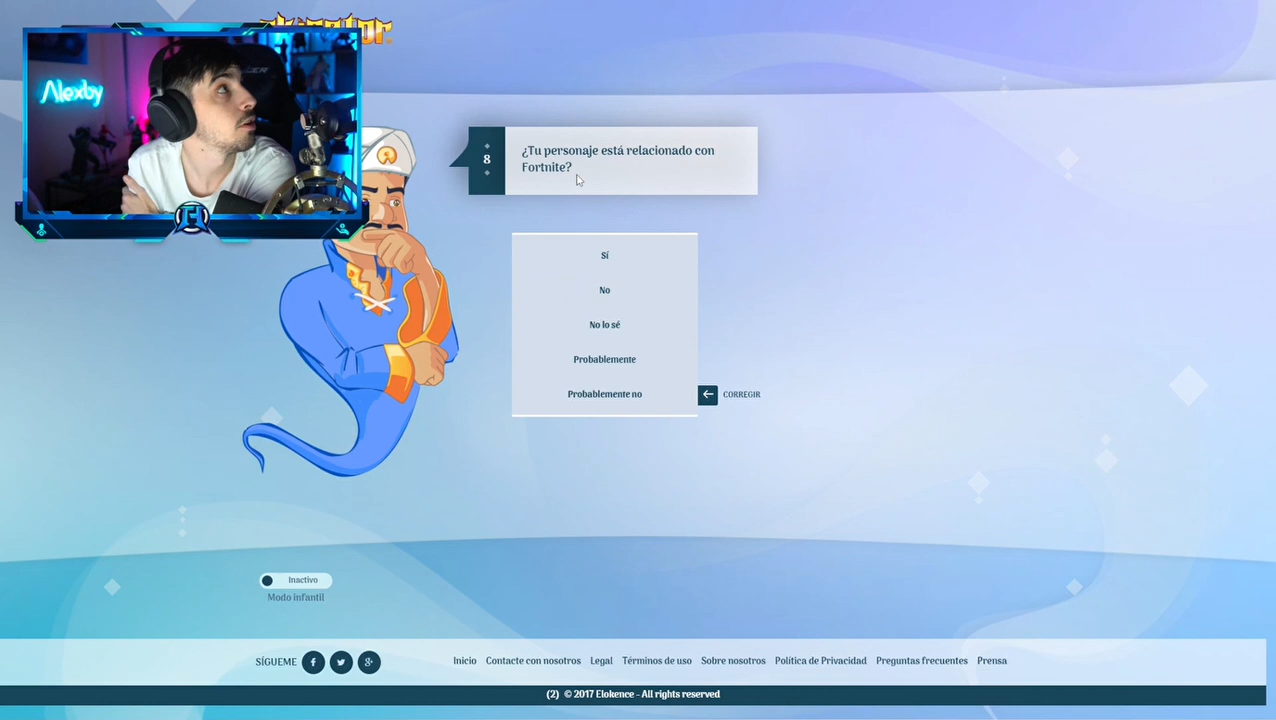 Alexby
8
¿Tu personaje está relacionado con
Fortnite?
Sí
No
No lo sé
Probablemente
Probablemente no
CORREGIR
Inactivo
Modo infantil
SÍGUEME
Inicio Contacte con nosotros Legal Términos de uso Sobre nosotros Política de Privacidad Preguntas frecuentes Prensa
(2) © 2017 Elokence - All rights reserved